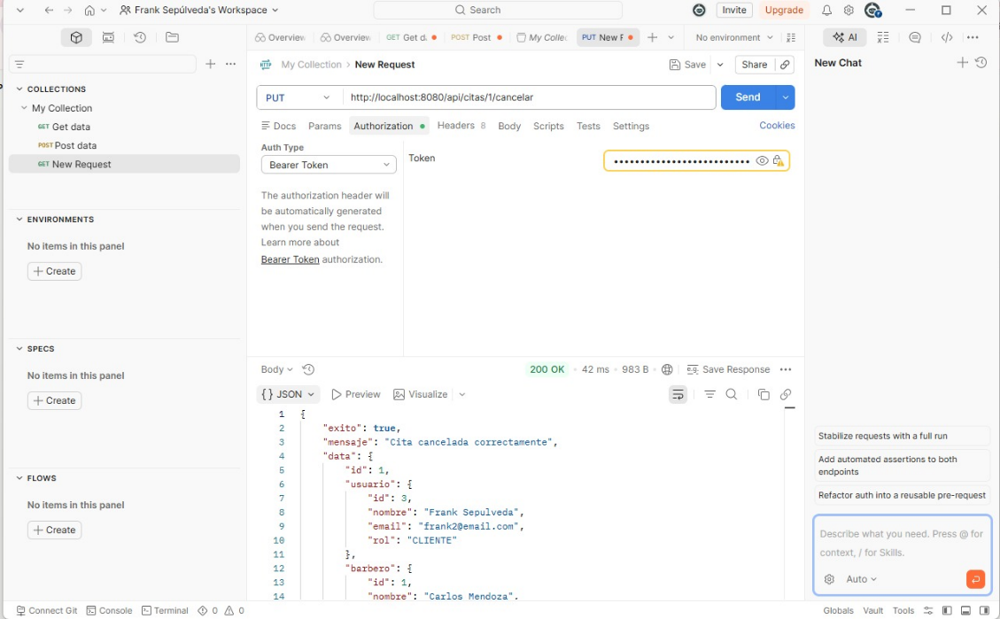 Frank Sepúlveda's Workspace
Search
Invite
Upgrade
Overview
Overview
GET Get d.
POST Post
My Collec
PUT New R
No environment
AI
COLLECTIONS
My Collection
GET Get data
POST Post data
GET New Request
ENVIRONMENTS
No items in this panel
Create
SPECS
No items in this panel
Create
FLOWS
No items in this panel
Create
HTTP My Collection > New Request
Save
Share
PUT
http://localhost:8080/api/citas/1/cancelar
Send
Docs Params Authorization Headers 8 Body Scripts Tests Settings
Cookies
Auth Type
Bearer Token
The authorization header will
be automatically generated
when you send the request.
Learn more about
Bearer Token authorization.
Token
Body
200 OK • 42 ms • 983 B
e.g. Save Response
{ } JSON
Preview
Visualize
1 {
2 "exito": true,
3 "mensaje": "Cita cancelada correctamente",
4 "data": {
5 "id": 1,
6 "usuario": {
7 "id": 3,
8 "nombre": "Frank Sepulveda",
9 "email": "frank2@email.com",
10 "rol": "CLIENTE"
11 },
12 "barbero": {
13 "id": 1,
14 "nombre": "Carlos Mendoza",
New Chat
Stabilize requests with a full run
Add automated assertions to both
endpoints
Refactor auth into a reusable pre-request
Describe what you need. Press @ for
context, / for Skills.
Auto
Connect Git
Console
Terminal
0
0
Globals
Vault
Tools